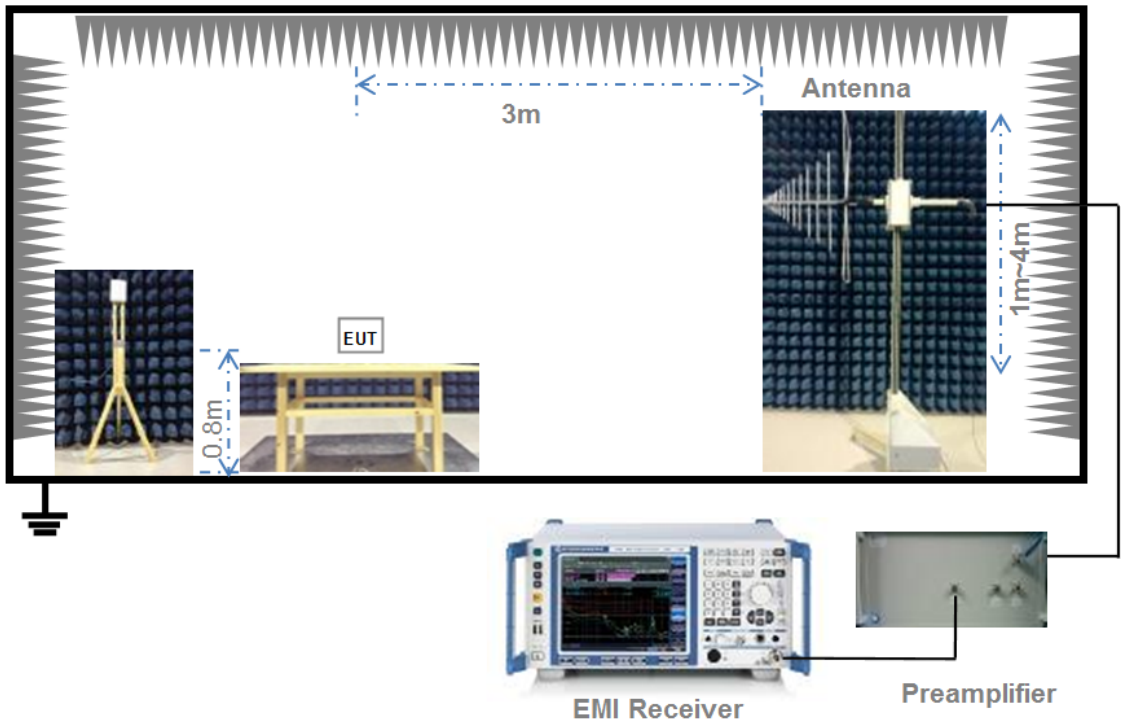 Antenna
3m
1m~4m
EUT
0.8m
EMI Receiver
Preamplifier